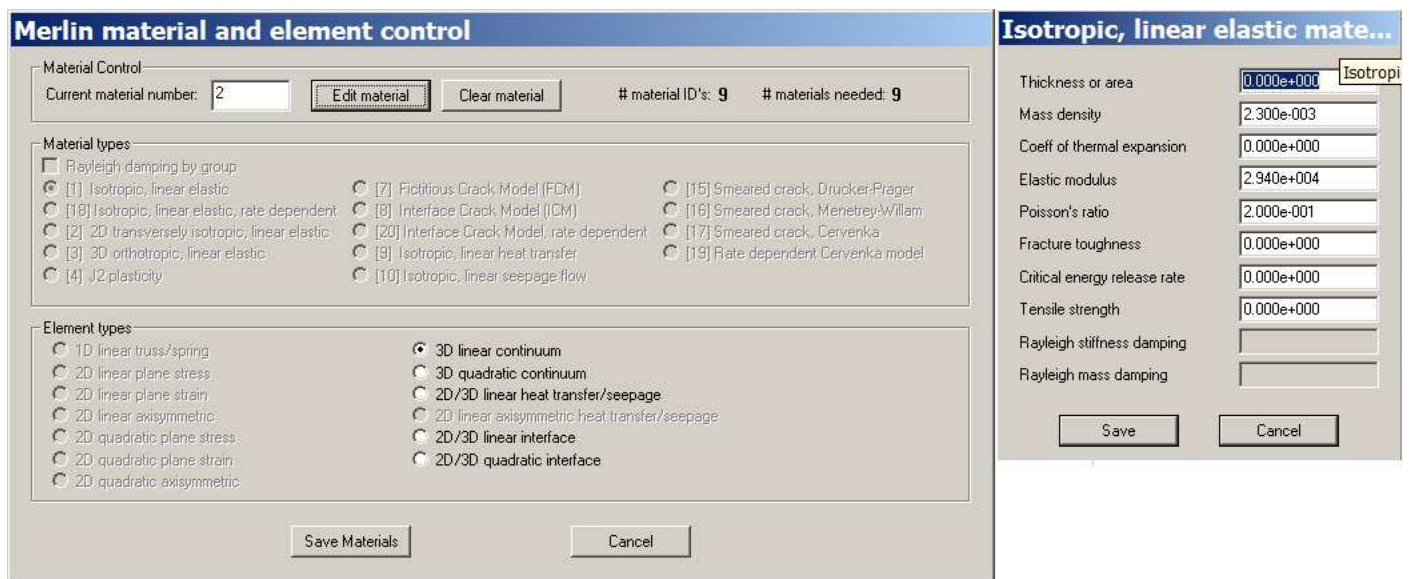 Merlin material and element control
Material Control
Current material number: 2 Edit material Clear material # material ID's: 9 # materials needed: 9
Material types
Rayleigh damping by group
[1] Isotropic, linear elastic
[18] Isotropic, linear elastic, rate dependent
[2] 2D transversely isotropic, linear elastic
[3] 3D orthotropic, linear elastic
[4] J2 plasticity
[7] Fictitious Crack Model (FCM)
[8] Interface Crack Model (ICM)
[20] Interface Crack Model, rate dependent
[9] Isotropic, linear heat transfer
[10] Isotropic, linear seepage flow
[15] Smeared crack, Drucker-Prager
[16] Smeared crack, Menetrey-Willam
[17] Smeared crack, Cervenka
[19] Rate dependent Cervenka model
Element types
1D linear truss/spring
2D linear plane stress
2D linear plane strain
2D linear axisymmetric
2D quadratic plane stress
2D quadratic plane strain
2D quadratic axisymmetric
3D linear continuum
3D quadratic continuum
2D/3D linear heat transfer/seepage
2D linear axisymmetric heat transfer/seepage
2D/3D linear interface
2D/3D quadratic interface
Save Materials Cancel
Isotropic, linear elastic mate...
Isotropi
Thickness or area 0.000e+000
Mass density 2.300e-003
Coeff of thermal expansion 0.000e+000
Elastic modulus 2.940e+004
Poisson's ratio 2.000e-001
Fracture toughness 0.000e+000
Critical energy release rate 0.000e+000
Tensile strength 0.000e+000
Rayleigh stiffness damping
Rayleigh mass damping
Save Cancel